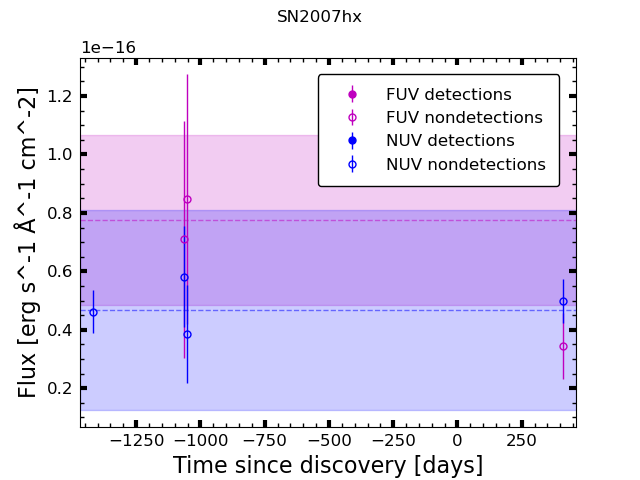 SN2007hx
1e−16
FUV detections
FUV nondetections
NUV detections
NUV nondetections
1.2
1.0
0.8
0.6
0.4
0.2
Flux [erg s^-1 Å^-1 cm^-2]
−1250 −1000 −750 −500 −250 0 250
Time since discovery [days]